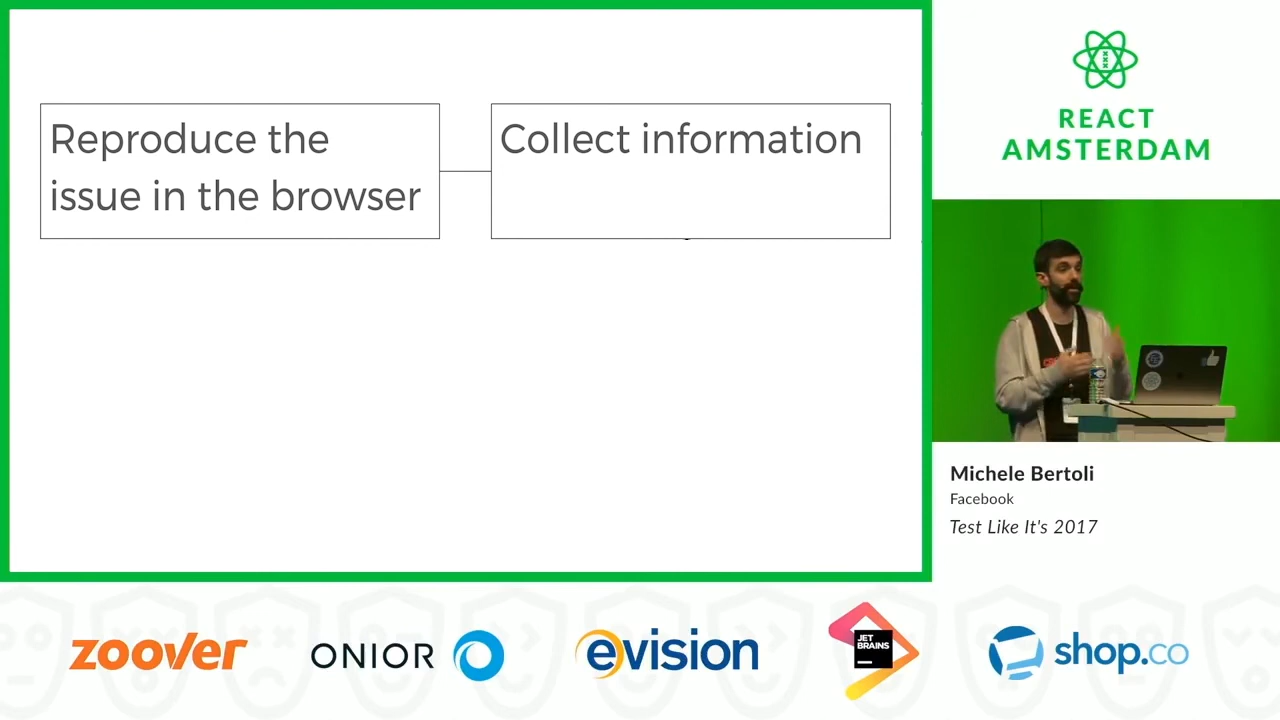 Reproduce the
issue in the browser
Collect information
REACT
AMSTERDAM
Michele Bertoli
Facebook
Test Like It's 2017
zoover
ONIOR
evision
JET
BRAINS
shop.co